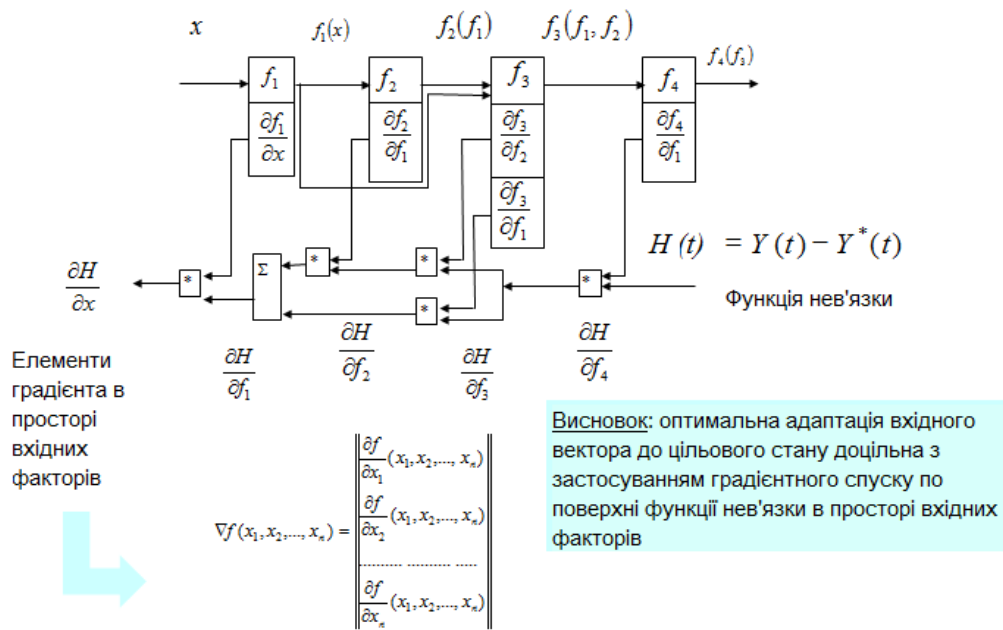 x f₁(x) f₂(f₁) f₃(f₁, f₂) f₄(f₃)
f₁ f₂ f₃ f₄
∂f₁/∂x ∂f₂/∂f₁ ∂f₃/∂f₂ ∂f₄/∂f₁
∂f₃/∂f₁
H(t) = Y(t) − Y*(t)
Функція нев'язки
∂H/∂x * Σ * * * *
∂H/∂f₁ ∂H/∂f₂ ∂H/∂f₃ ∂H/∂f₄
Елементи
градієнта в
просторі
вхідних
факторів
∇f(x₁, x₂,..., xₙ) =
∂f/∂x₁ (x₁, x₂,..., xₙ)
∂f/∂x₂ (x₁, x₂,..., xₙ)
.......... .......... .....
∂f/∂xₙ (x₁, x₂,..., xₙ)
Висновок: оптимальна адаптація вхідного
вектора до цільового стану доцільна з
застосуванням градієнтного спуску по
поверхні функції нев'язки в просторі вхідних
факторів